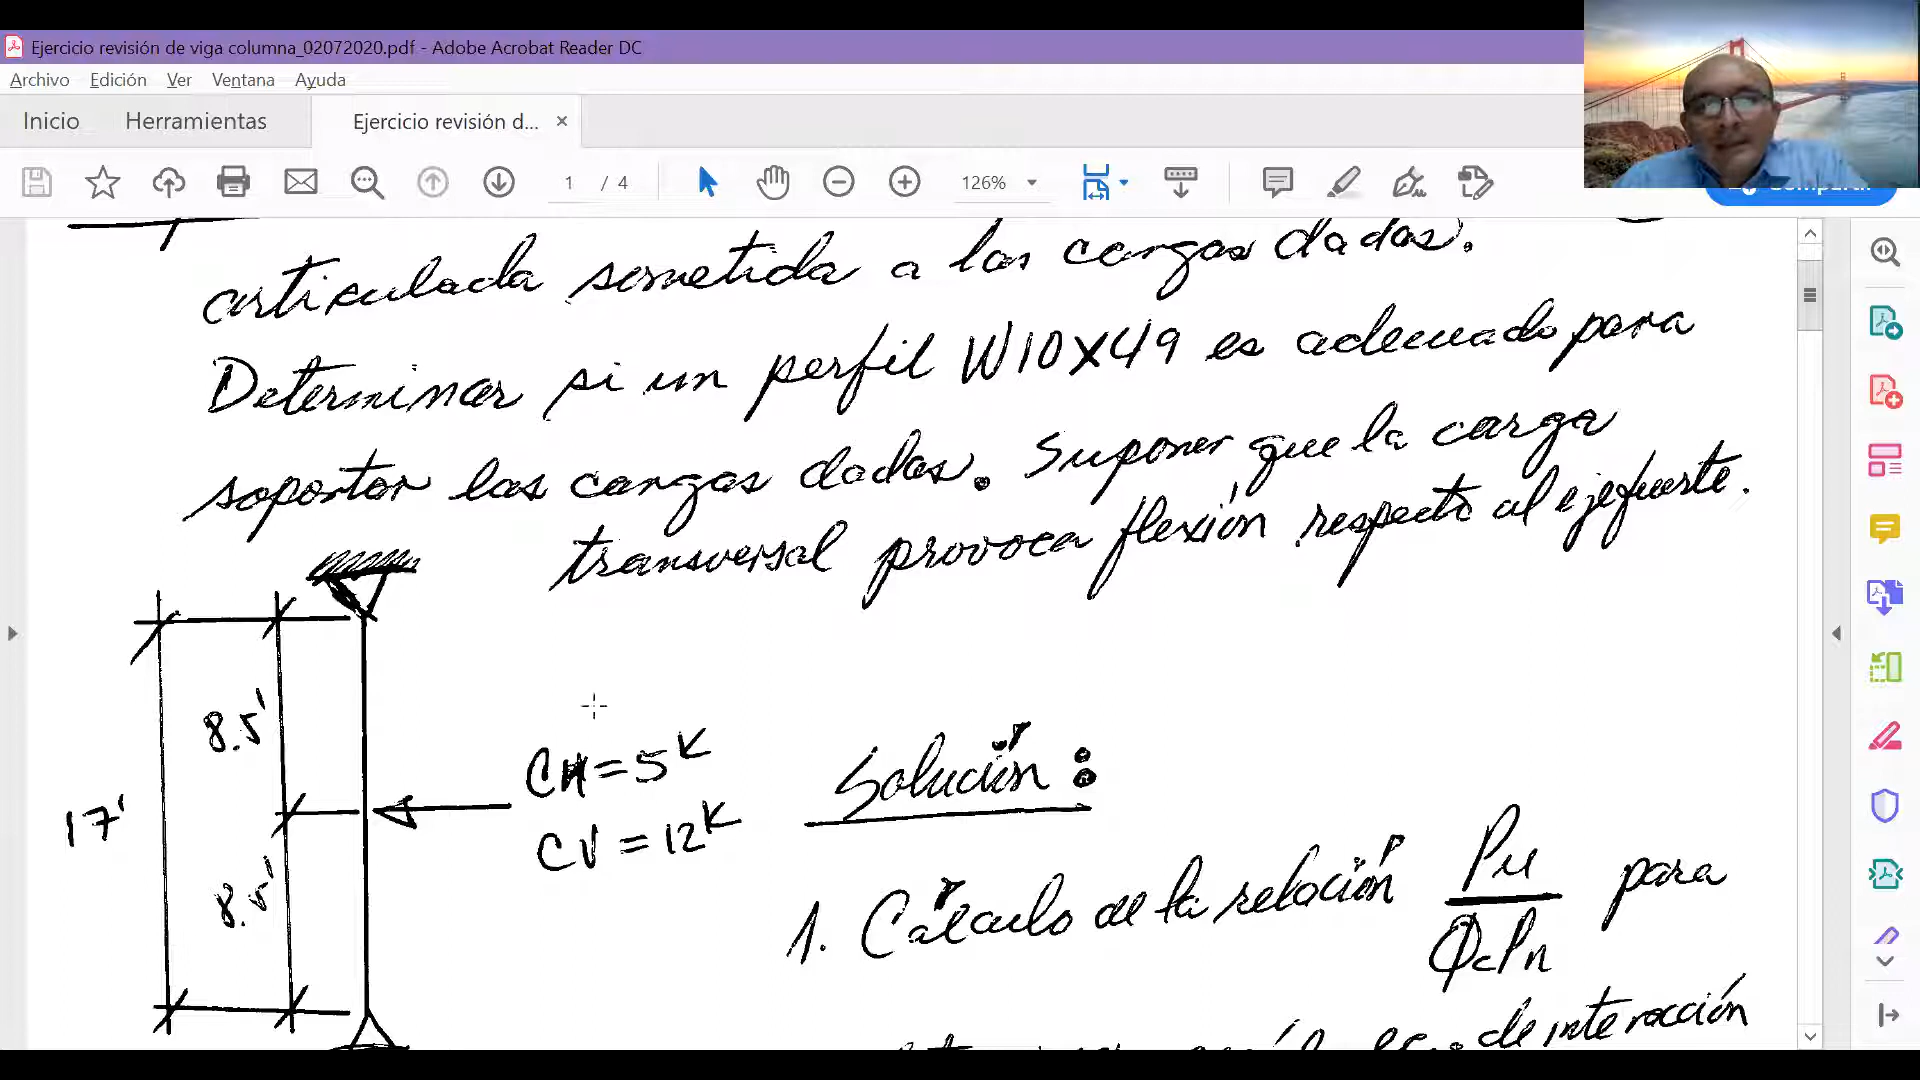 Ejercicio revisión de viga columna_02072020.pdf - Adobe Acrobat Reader DC
Archivo Edición Ver Ventana Ayuda
Inicio Herramientas Ejercicio revisión d... ×
1 / 4 126%
articulada sometida a las cargas dadas.
Determinar si un perfil W10X49 es adecuado para
soportar las cargas dadas. Suponer que la carga
transversal provoca flexión respecto al eje fuerte.
8.5'
CM=5K
Solución:
17'
CV=12K
8.5'
1. Cálculo de la relación Pu/ϕcPn para
ec. de interacción